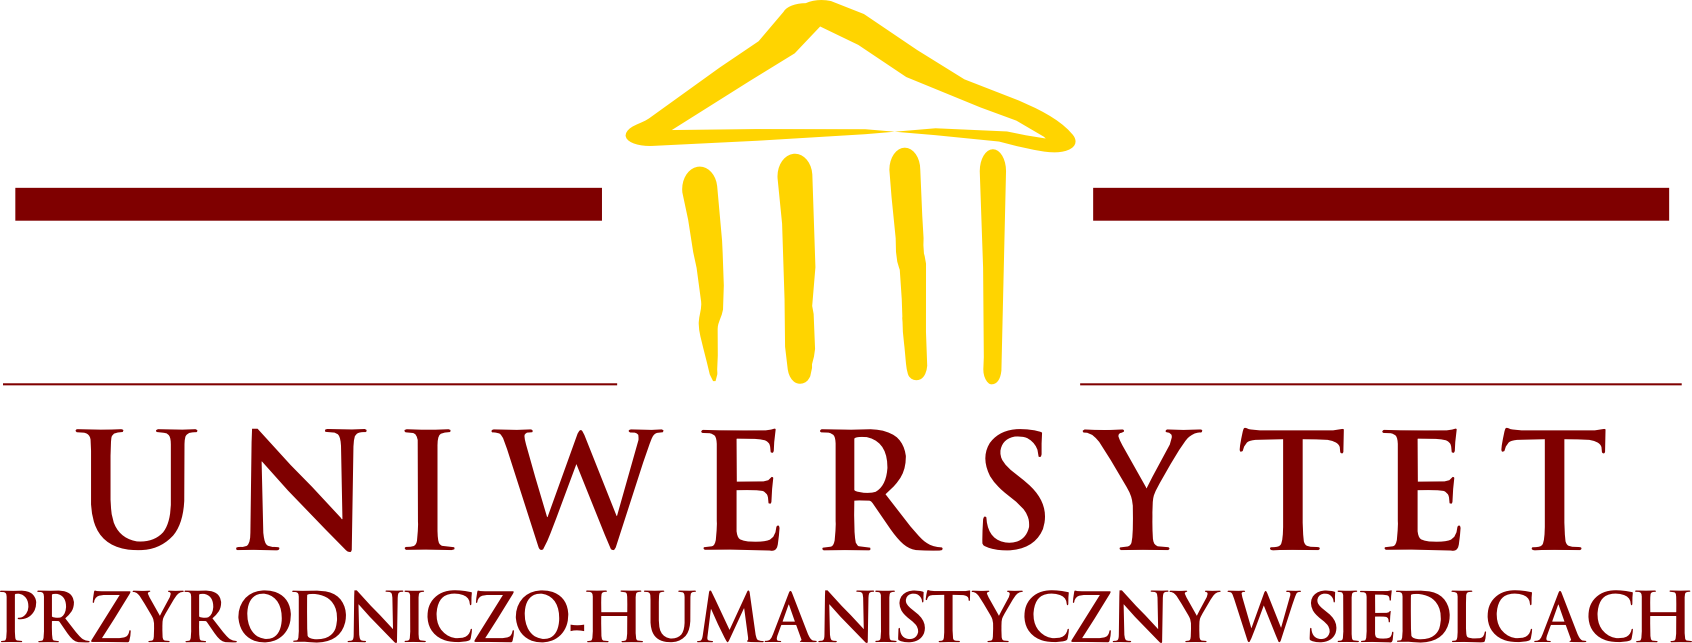 UNIWERSYTET
PRZYRODNICZO-HUMANISTYCZNY W SIEDLCACH